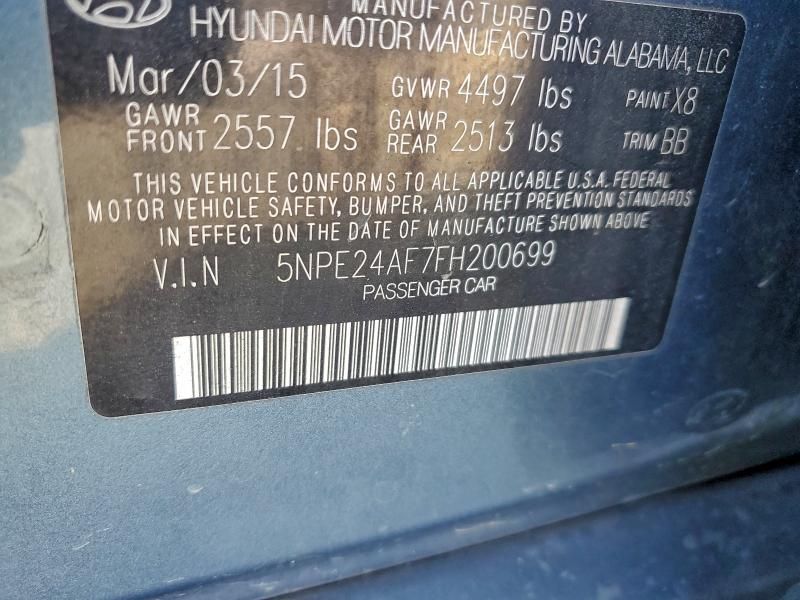 MANUFACTURED BY
HYUNDAI MOTOR MANUFACTURING ALABAMA, LLC
Mar/03/15 GVWR 4497 lbs PAINT X8
GAWR FRONT 2557 lbs GAWR REAR 2513 lbs TRIM BB
THIS VEHICLE CONFORMS TO ALL APPLICABLE U.S.A. FEDERAL
MOTOR VEHICLE SAFETY, BUMPER, AND THEFT PREVENTION STANDARDS
IN EFFECT ON THE DATE OF MANUFACTURE SHOWN ABOVE
V.I.N 5NPE24AF7FH200699
PASSENGER CAR